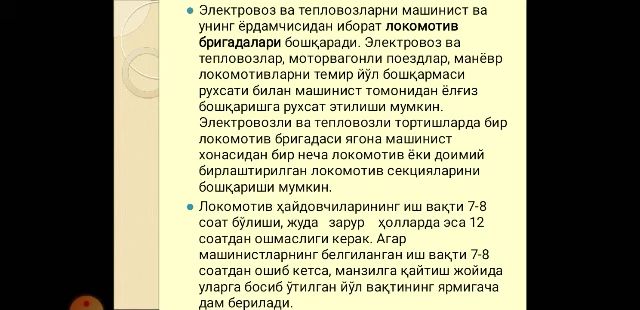 Электровоз ва тепловозларни машинист ва
унинг ёрдамчисидан иборат локомотив
бригадалари бошқаради. Электровоз ва
тепловозлар, моторвагонли поездлар, манёвр
локомотивларни темир йўл бошқармаси
рухсати билан машинист томонидан ёлғиз
бошқаришга рухсат этилиши мумкин.
Электровозли ва тепловозли тортишларда бир
локомотив бригадаси ягона машинист
хонасидан бир неча локомотив ёки доимий
бирлаштирилган локомотив секцияларини
бошқариши мумкин.
Локомотив ҳайдовчиларининг иш вақти 7-8
соат бўлиши, жуда зарур ҳолларда эса 12
соатдан ошмаслиги керак. Агар
машинистларнинг белгиланган иш вақти 7-8
соатдан ошиб кетса, манзилга қайтиш жойида
уларга босиб ўтилган йўл вақтининг ярмигача
дам берилади.